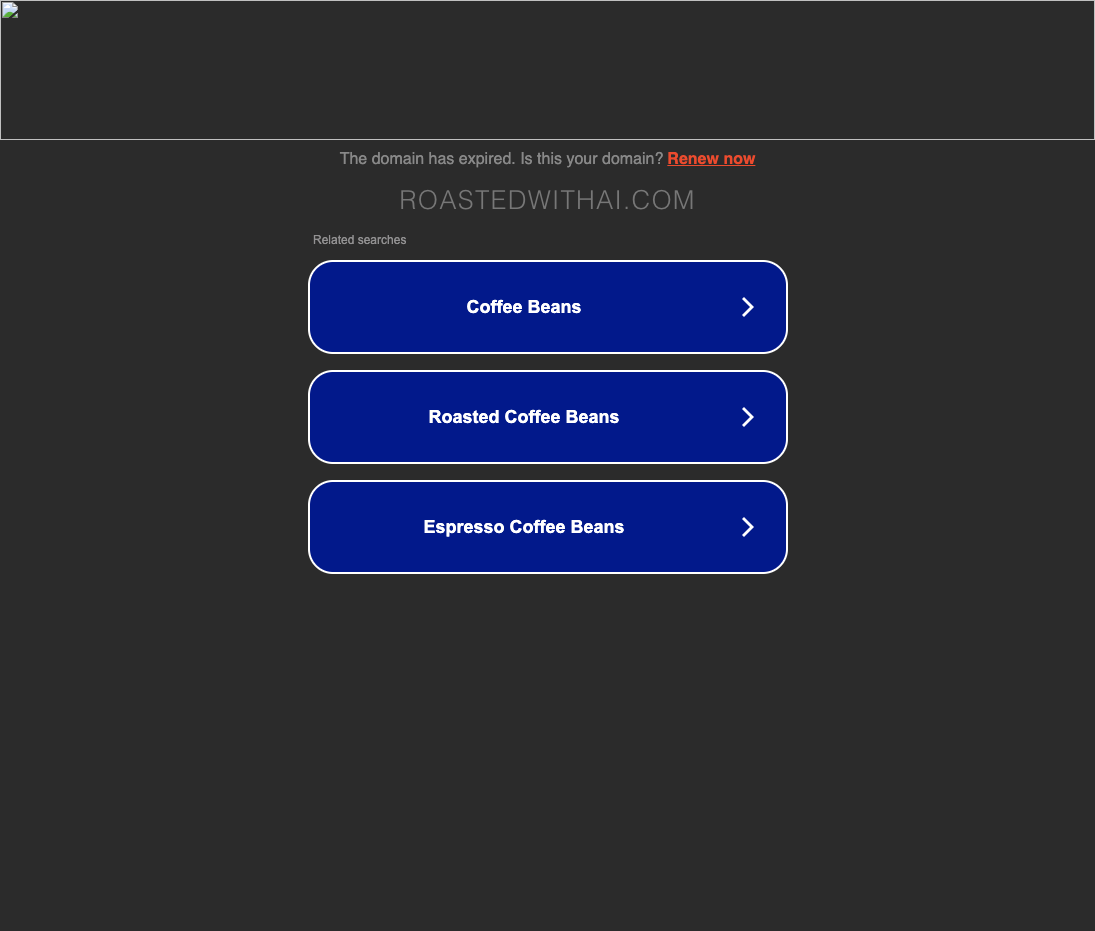 The domain has expired. Is this your domain? Renew now
ROASTEDWITHAI.COM
Related searches
Coffee Beans
Roasted Coffee Beans
Espresso Coffee Beans